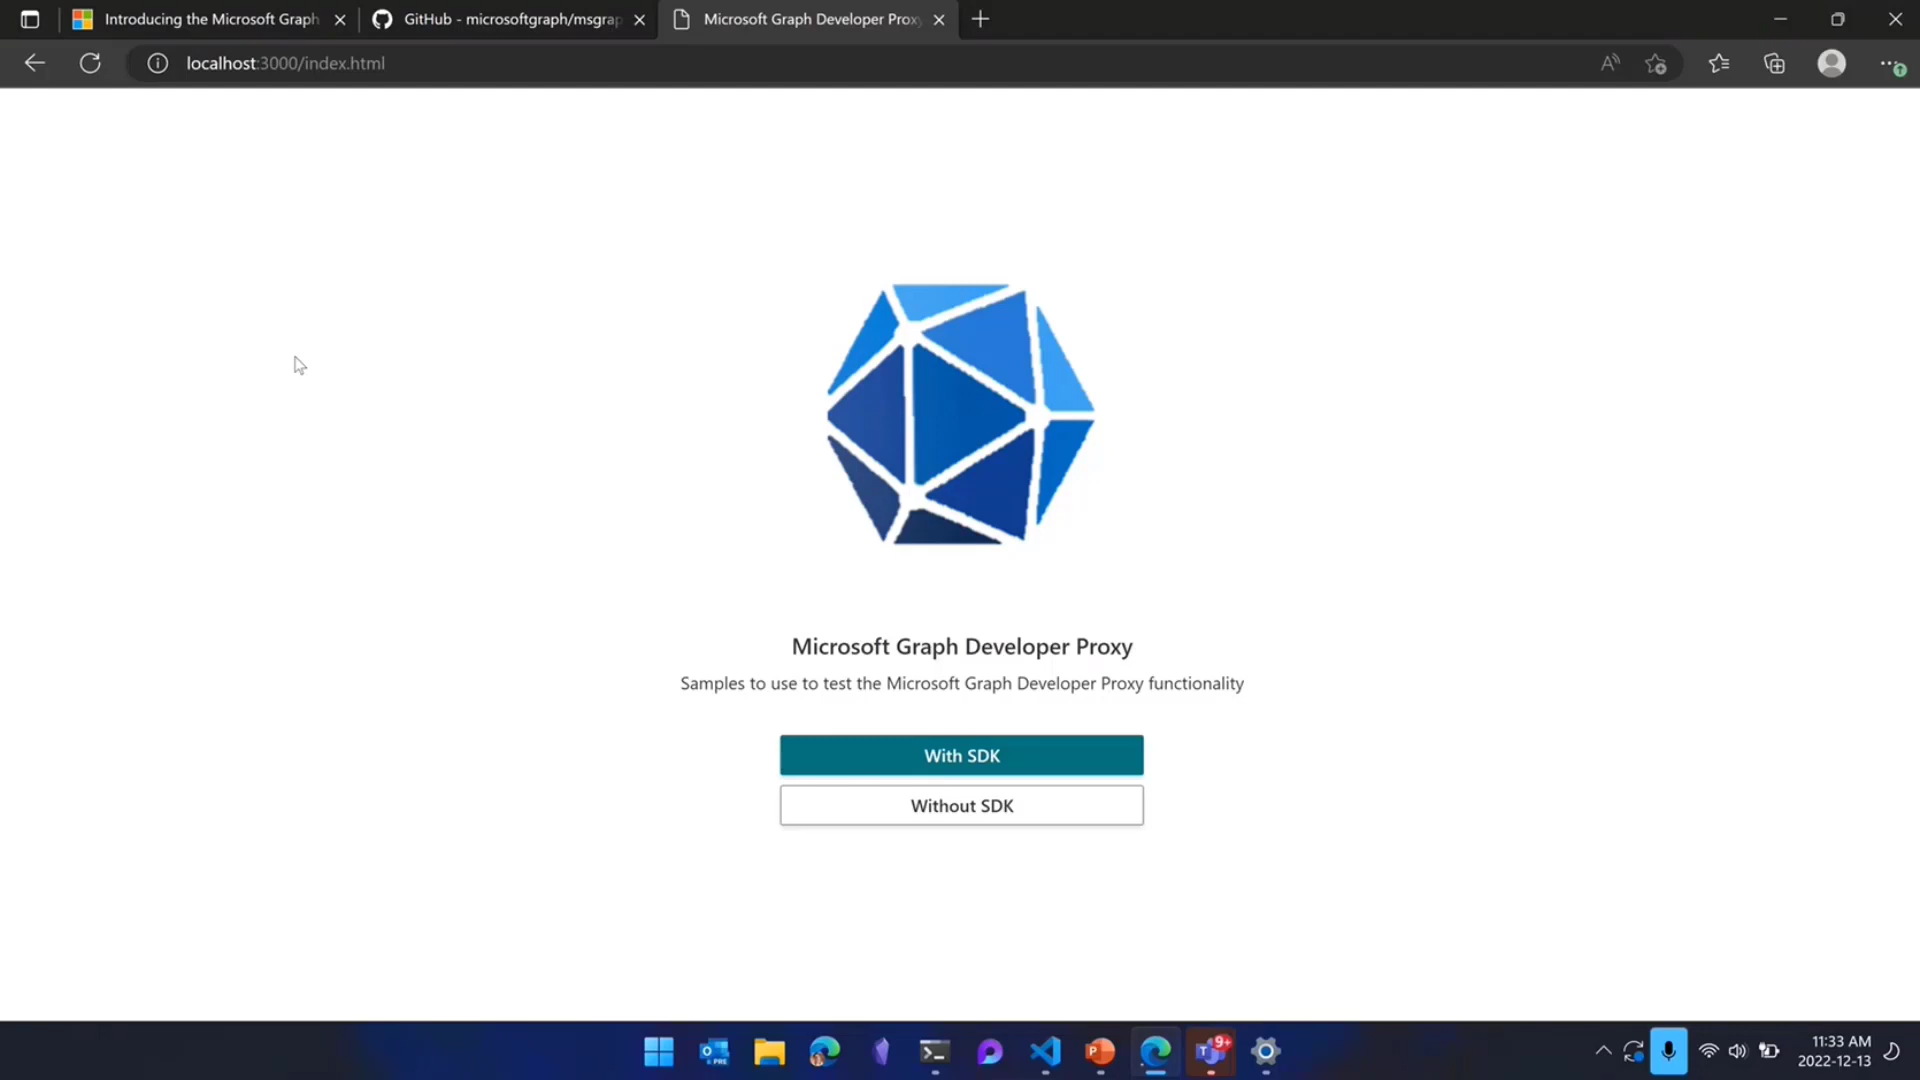 Introducing the Microsoft Graph
GitHub - microsoftgraph/msgrap
Microsoft Graph Developer Prox
localhost:3000/index.html
Microsoft Graph Developer Proxy
Samples to use to test the Microsoft Graph Developer Proxy functionality
With SDK
Without SDK
9+
11:33 AM
2022-12-13